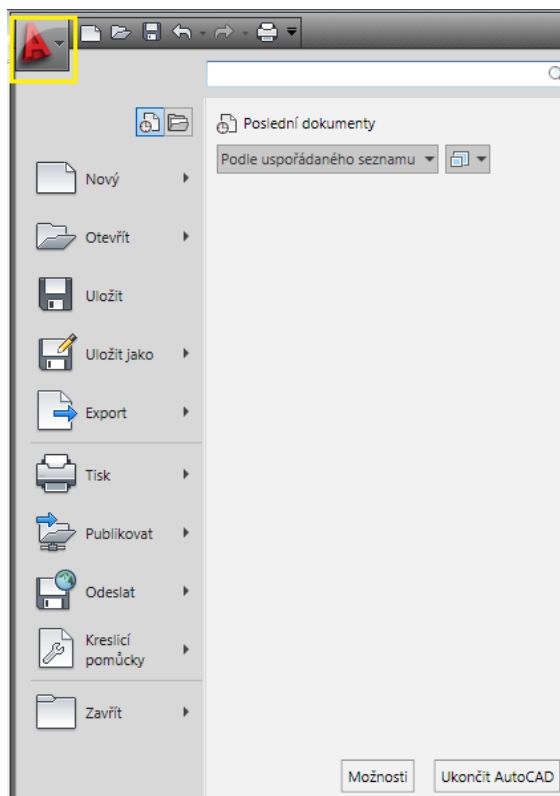 Poslední dokumenty
Podle uspořádaného seznamu
Nový
Otevřít
Uložit
Uložit jako
Export
Tisk
Publikovat
Odeslat
Kreslicí
pomůcky
Zavřít
Možnosti
Ukončit AutoCAD